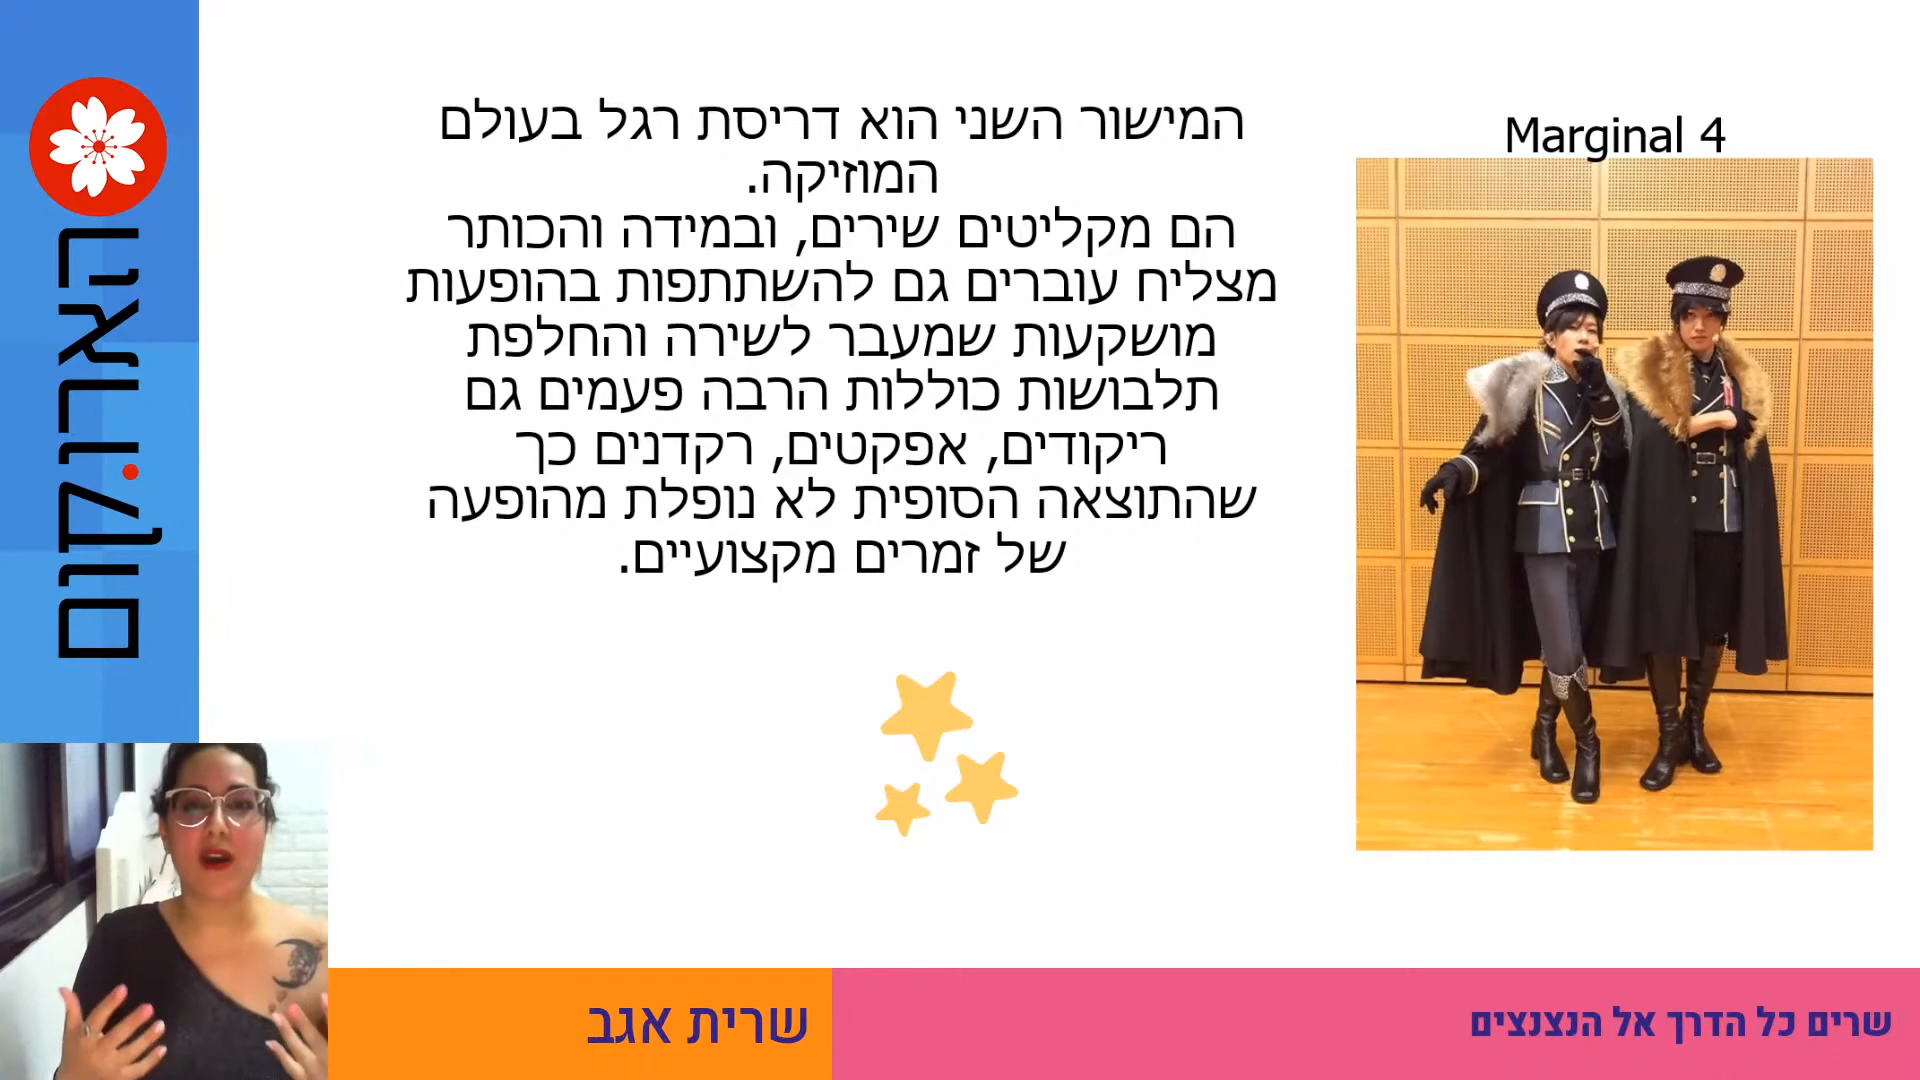 הארו.קום
המישור השני הוא דריסת רגל בעולם
המוזיקה.
הם מקליטים שירים, ובמידה והכותר
מצליח עוברים גם להשתתפות בהופעות
מושקעות שמעבר לשירה והחלפת
תלבושות כוללות הרבה פעמים גם
ריקודים, אפקטים, רקדנים כך
שהתוצאה הסופית לא נופלת מהופעה
של זמרים מקצועיים.
Marginal 4
שרית אגב
שרים כל הדרך אל הנצנצים